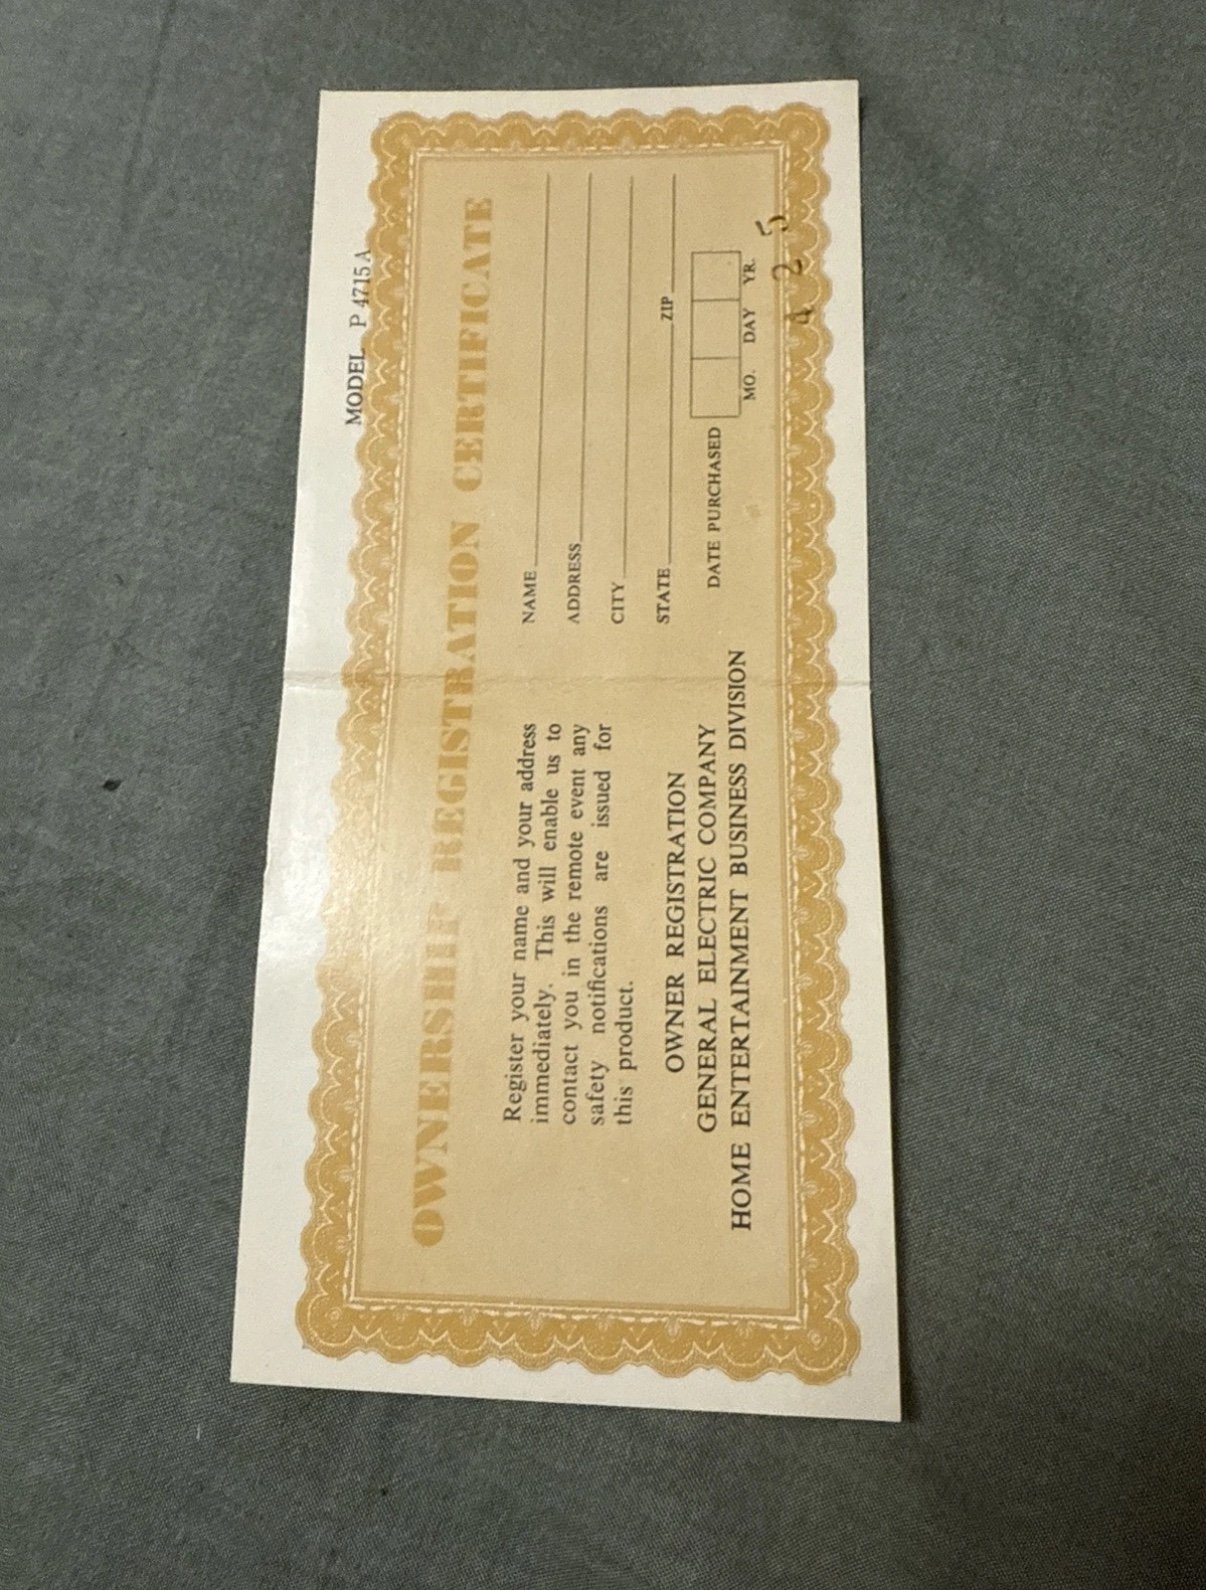 MODEL P 4715A
OWNERSHIP REGISTRATION CERTIFICATE
Register your name and your address
immediately. This will enable us to
contact you in the remote event any
safety notifications are issued for
this product.
OWNER REGISTRATION
GENERAL ELECTRIC COMPANY
HOME ENTERTAINMENT BUSINESS DIVISION
NAME
ADDRESS
CITY
STATE ZIP
DATE PURCHASED
MO. DAY YR.
4 2 5